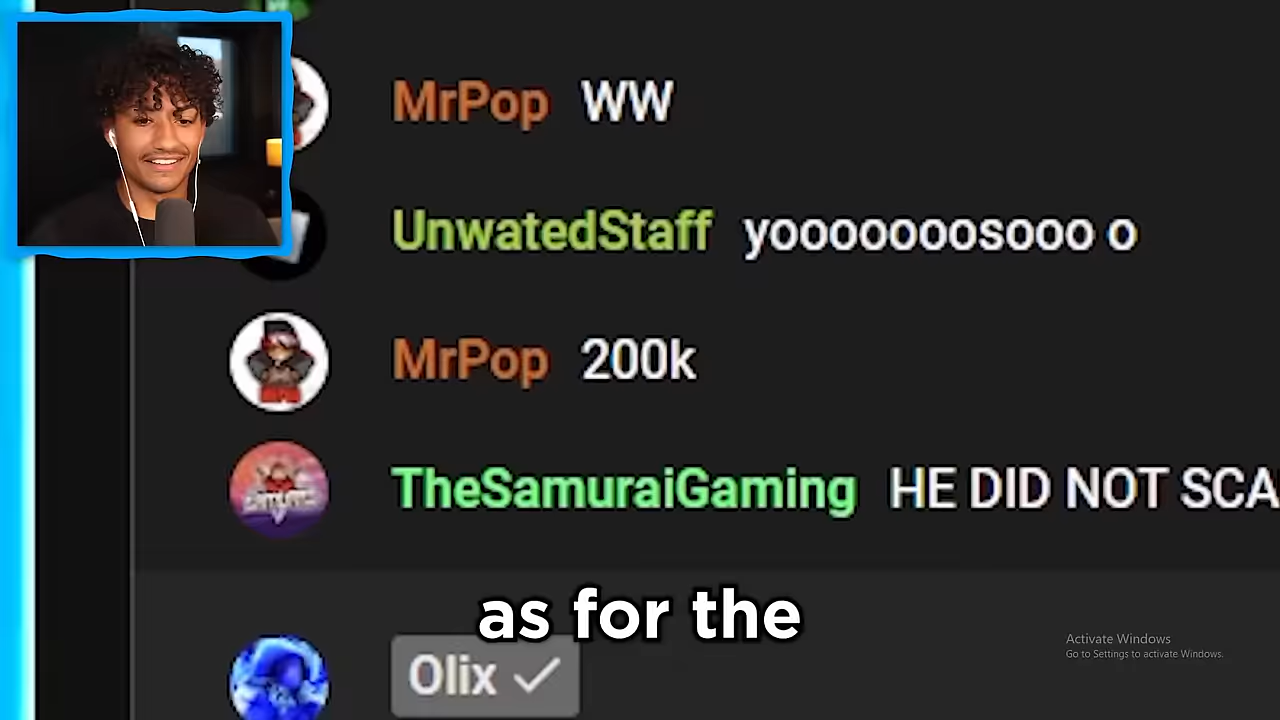 MrPop WW
UnwatedStaff yooooooosooo o
MrPop 200k
TheSamuraiGaming HE DID NOT SCA
as for the
Olix
Activate Windows
Go to Settings to activate Windows.